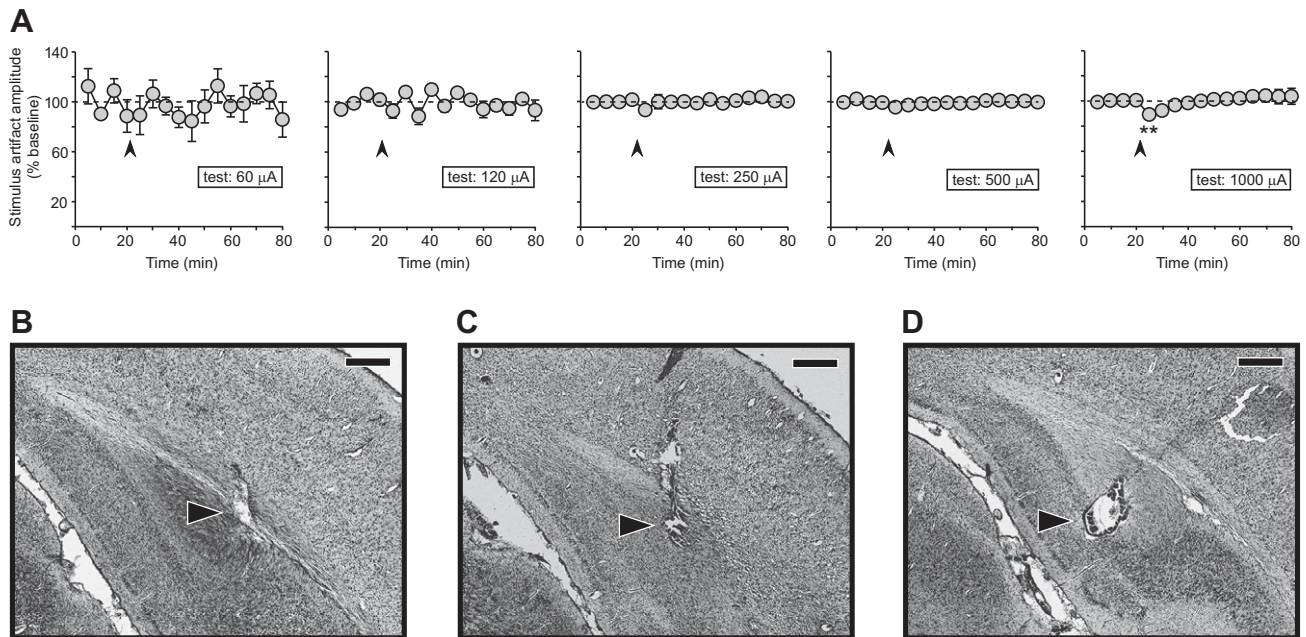 A
Stimulus artifact amplitude
(% baseline)
140
100
60
20
0 20 40 60 80
Time (min)
test: 60 μA
0 20 40 60 80
Time (min)
test: 120 μA
0 20 40 60 80
Time (min)
test: 250 μA
0 20 40 60 80
Time (min)
test: 500 μA
**
0 20 40 60 80
Time (min)
test: 1000 μA
B
C
D